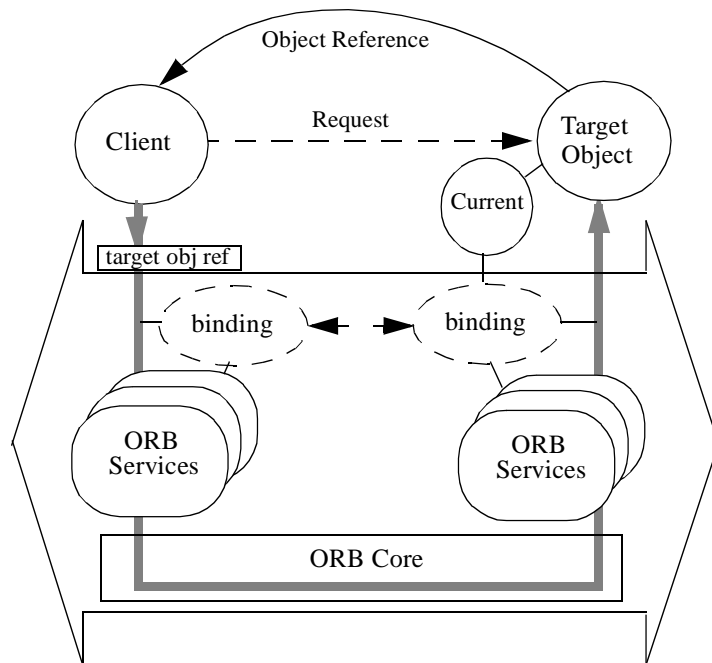 Object Reference
Request
Client
Target
Object
Current
target obj ref
binding
binding
ORB
Services
ORB
Services
ORB Core